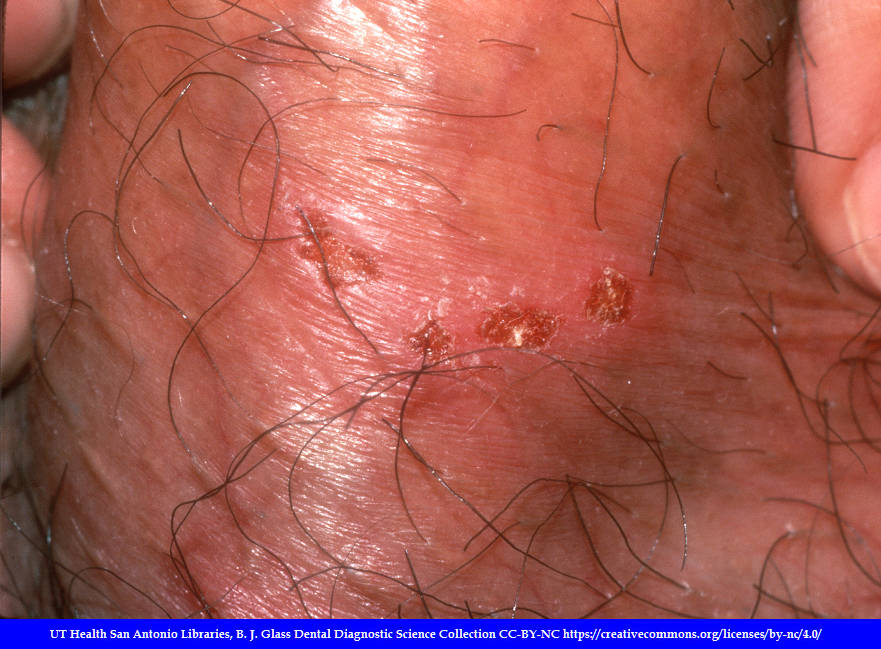 UT Health San Antonio Libraries, B. J. Glass Dental Diagnostic Science Collection CC-BY-NC https://creativecommons.org/licenses/by-nc/4.0/